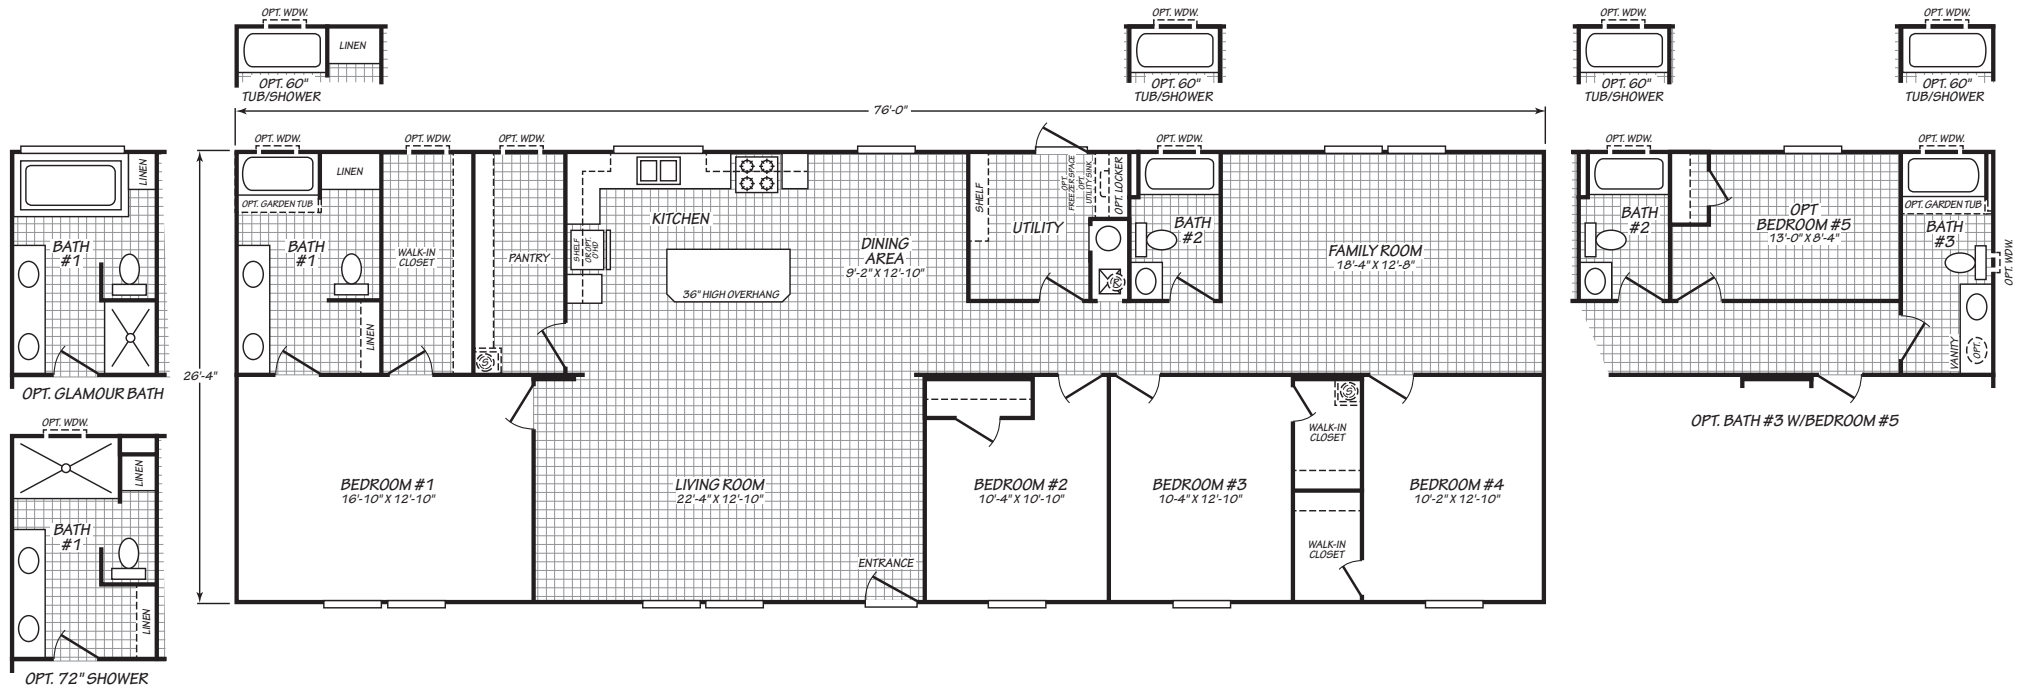 OPT. WDW.
LINEN
OPT. 60"
TUB/SHOWER
OPT. WDW.
OPT. 60"
TUB/SHOWER
OPT. WDW.
OPT. 60"
TUB/SHOWER
OPT. WDW.
OPT. 60"
TUB/SHOWER
76'-0"
26'-4"
LINEN
BATH
#1
OPT. GLAMOUR BATH
OPT. WDW.
LINEN
BATH
#1
LINEN
OPT. 72" SHOWER
OPT. WDW.
LINEN
OPT. GARDEN TUB
BATH
#1
LINEN
OPT. WDW.
WALK-IN
CLOSET
OPT. WDW.
PANTRY
S
KITCHEN
SHELF
OR OPT.
O'HD
36" HIGH OVERHANG
DINING
AREA
9'-2" X 12'-10"
SHELF
UTILITY
OPT.
FREEZER SPACE
OPT.
UTILITY SINK
OPT. LOCKER
OPT. WDW.
BATH
#2
FAMILY ROOM
18'-4" X 12'-8"
BEDROOM #1
16'-10" X 12'-10"
LIVING ROOM
22'-4" X 12'-10"
ENTRANCE
BEDROOM #2
10'-4" X 10'-10"
BEDROOM #3
10'-4" X 12'-10"
S
WALK-IN
CLOSET
WALK-IN
CLOSET
BEDROOM #4
10'-2" X 12'-10"
OPT. WDW.
BATH
#2
OPT
BEDROOM #5
13'-0" X 8'-4"
OPT. WDW.
OPT. GARDEN TUB
BATH
#3
OPT. WDW.
VANITY
OPT.
OPT. BATH #3 W/BEDROOM #5